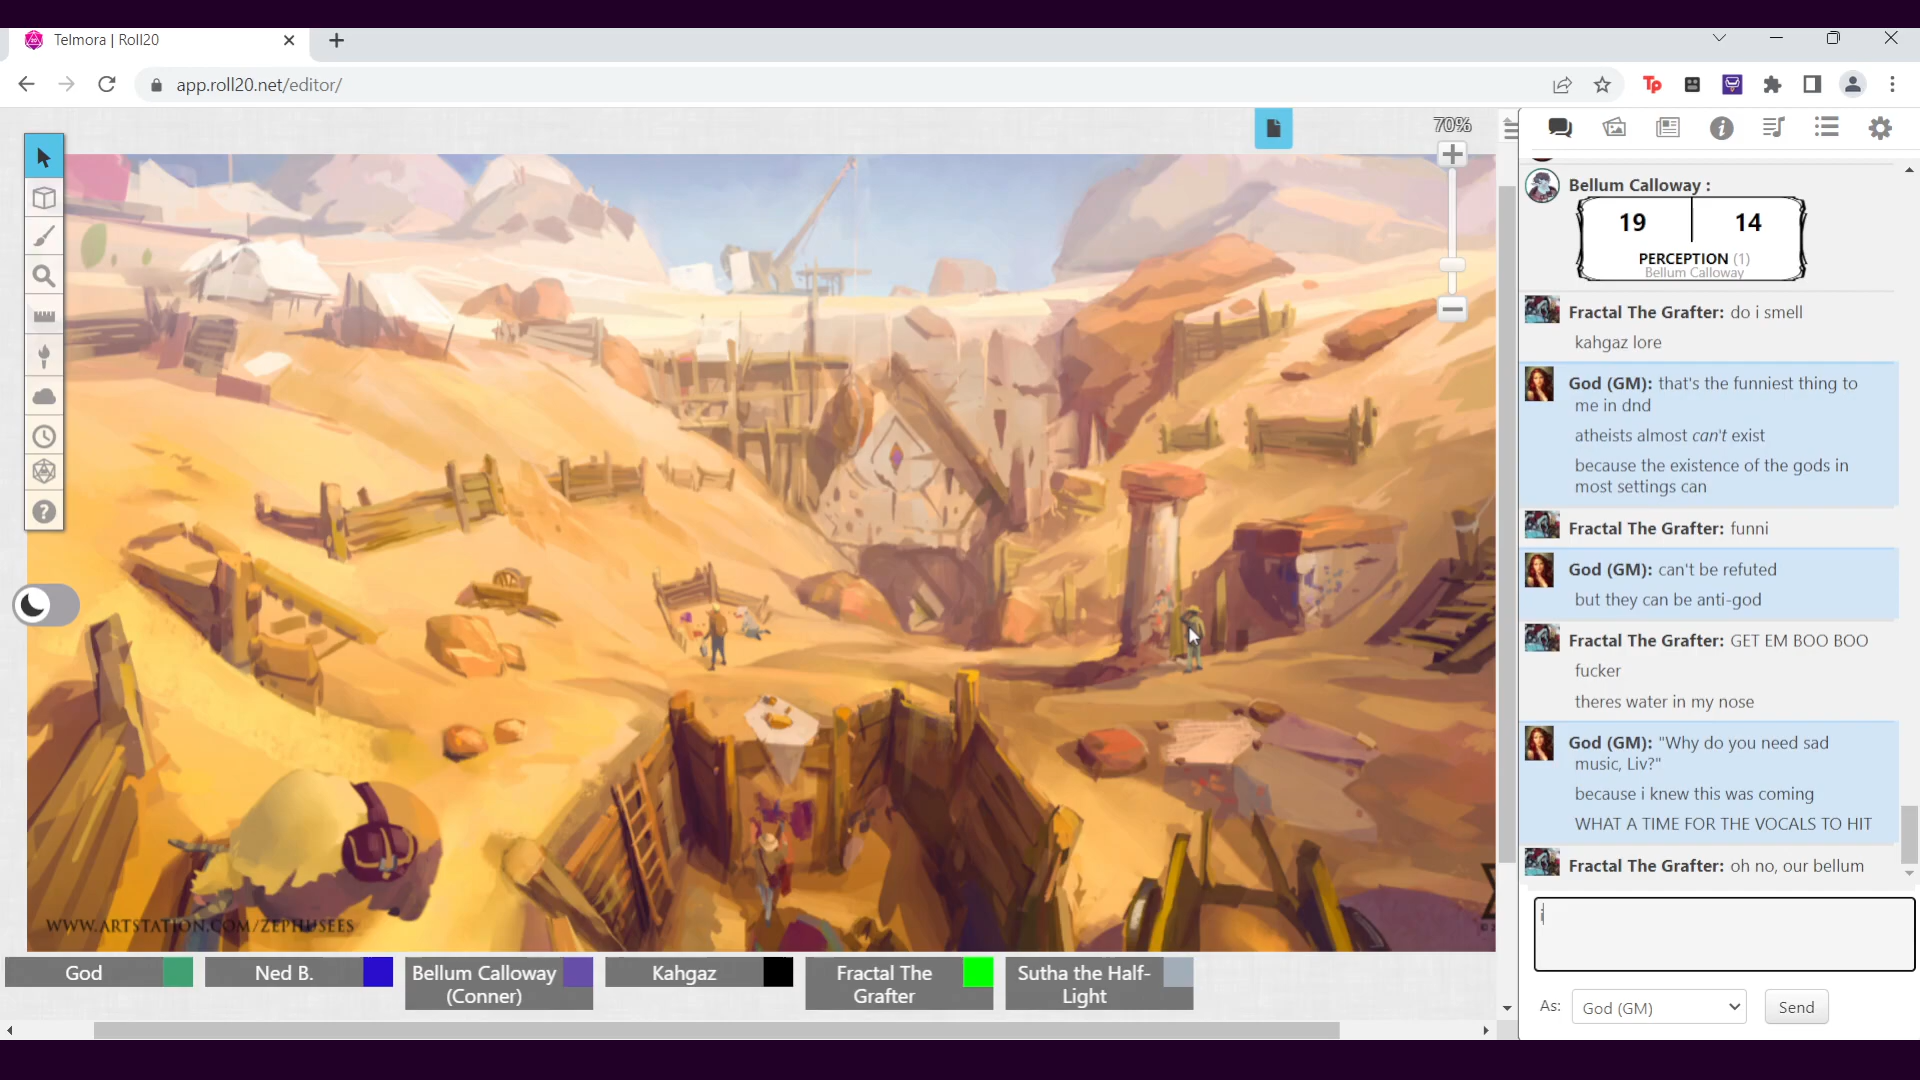 Telmora | Roll20
app.roll20.net/editor/
70%
Bellum Calloway :
19 14
PERCEPTION (1)
Bellum Calloway
Fractal The Grafter: do i smell
kahgaz lore
God (GM): that's the funniest thing to
me in dnd
atheists almost can't exist
because the existence of the gods in
most settings can
Fractal The Grafter: funni
God (GM): can't be refuted
but they can be anti-god
Fractal The Grafter: GET EM BOO BOO
fucker
theres water in my nose
God (GM): "Why do you need sad
music, Liv?"
because i knew this was coming
WHAT A TIME FOR THE VOCALS TO HIT
Fractal The Grafter: oh no, our bellum
i
As: God (GM) Send
WWW.ARTSTATION.COM/ZEPHUSEES
God
Ned B.
Bellum Calloway
(Conner)
Kahgaz
Fractal The
Grafter
Sutha the Half-
Light